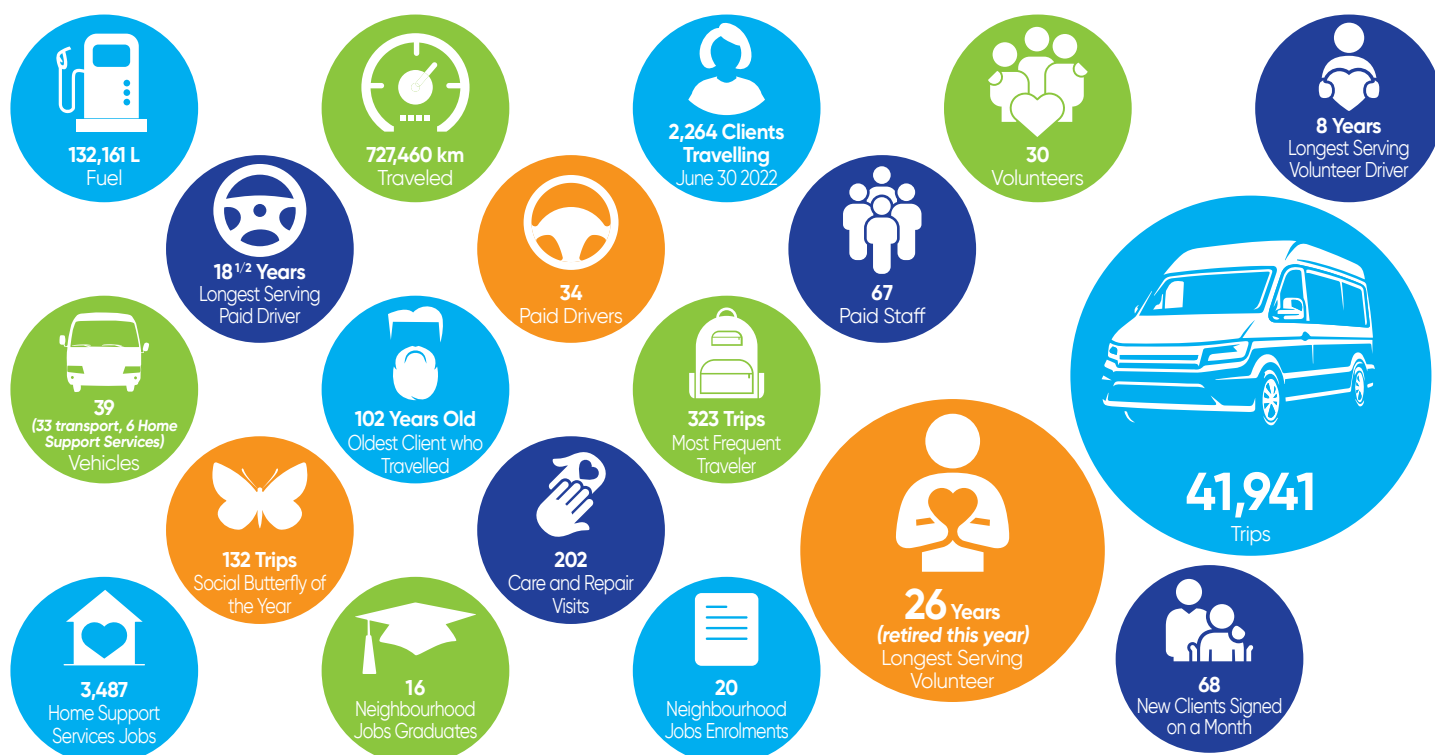 132,161 L
Fuel
727,460 km
Traveled
2,264 Clients
Travelling
June 30 2022
30
Volunteers
8 Years
Longest Serving
Volunteer Driver
18 1/2 Years
Longest Serving
Paid Driver
34
Paid Drivers
67
Paid Staff
39
(33 transport, 6 Home
Support Services)
Vehicles
102 Years Old
Oldest Client who
Travelled
323 Trips
Most Frequent
Traveler
41,941
Trips
132 Trips
Social Butterfly of
the Year
202
Care and Repair
Visits
26 Years
(retired this year)
Longest Serving
Volunteer
3,487
Home Support
Services Jobs
16
Neighbourhood
Jobs Graduates
20
Neighbourhood
Jobs Enrolments
68
New Clients Signed
on a Month